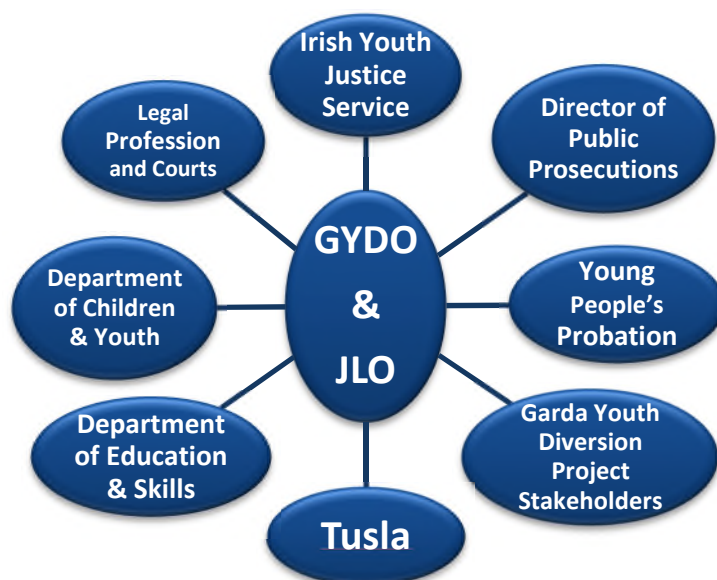 Irish Youth
Justice
Service
Legal
Profession
and Courts
Director of
Public
Prosecutions
GYDO
&
JLO
Department
of Children
& Youth
Young
People’s
Probation
Department
of Education
& Skills
Garda Youth
Diversion
Project
Stakeholders
Tusla